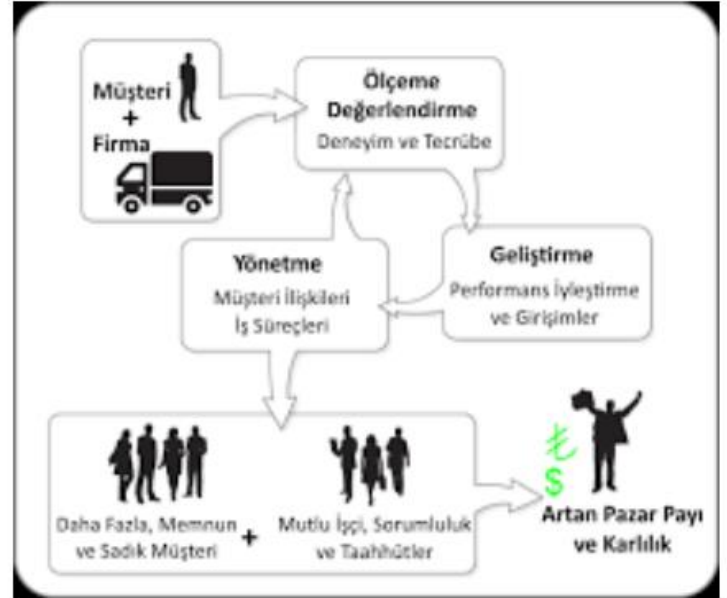 Müşteri
+
Firma
Ölçeme
Değerlendirme
Deneyim ve Tecrübe
Yönetme
Müşteri İlişkileri
İş Süreçleri
Geliştirme
Performans İyleştirme
ve Girişimler
Daha Fazla, Memnun
ve Sadık Müşteri
+
Mutlu İşçi, Sorumluluk
ve Taahhütler
₺
$
Artan Pazar Payı
ve Karlılık